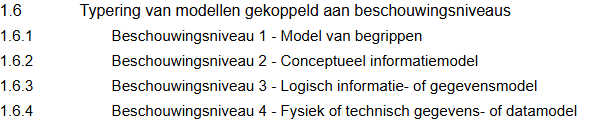 1.6 Typering van modellen gekoppeld aan beschouwingsniveaus
1.6.1 Beschouwingsniveau 1 - Model van begrippen
1.6.2 Beschouwingsniveau 2 - Conceptueel informatiemodel
1.6.3 Beschouwingsniveau 3 - Logisch informatie- of gegevensmodel
1.6.4 Beschouwingsniveau 4 - Fysiek of technisch gegevens- of datamodel